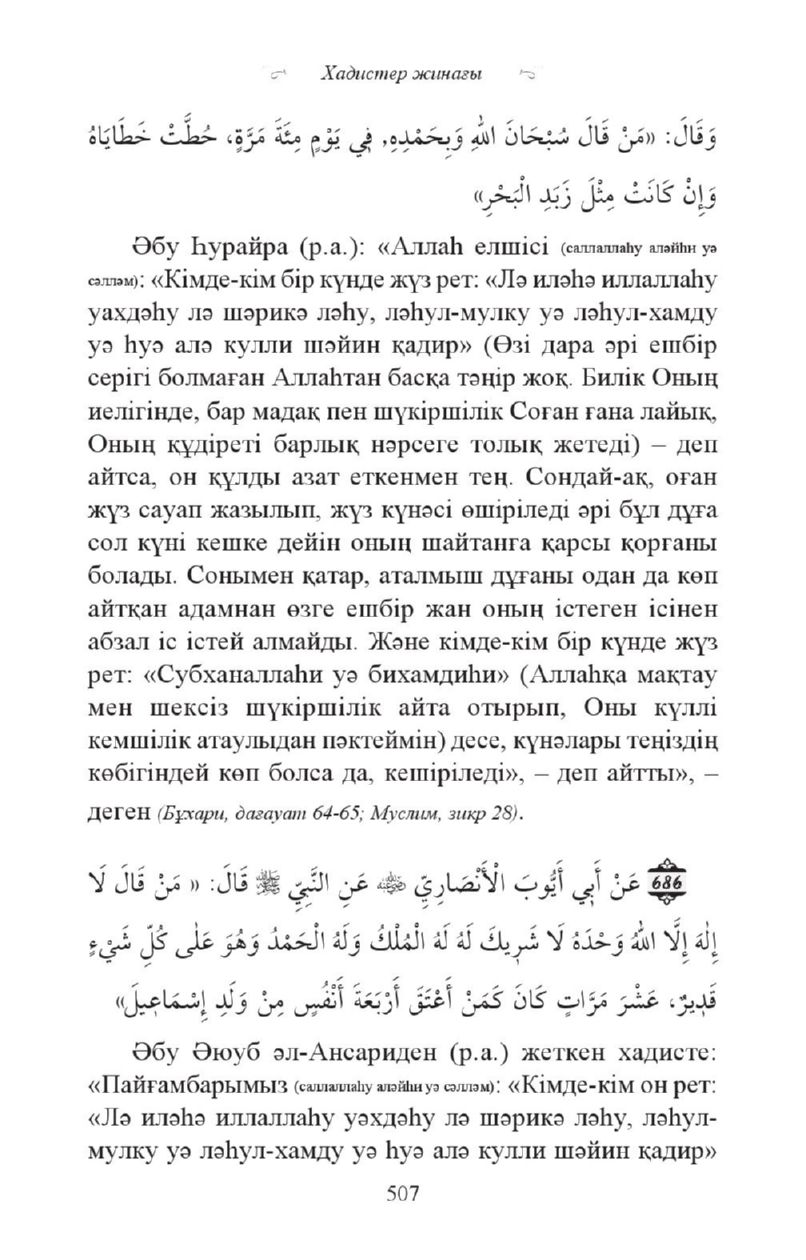 Хадистер жинағы
وَقَالَ: «مَنْ قَالَ سُبْحَانَ اللهِ وَبِحَمْدِهِ, فِي يَوْمٍ مِئَةَ مَرَّةٍ، حُطَّتْ خَطَايَاهُ
وَإِنْ كَانَتْ مِثْلَ زَبَدِ الْبَحْرِ»
Әбу Һурайра (р.а.): «Аллаһ елшісі (саллаллаһу аләйһи уә
сәлләм): «Кімде-кім бір күнде жүз рет: «Лә иләһә иллаллаһу
уахдәһу лә шәрикә ләһу, ләһул-мулку уә ләһул-хамду
уә һуә алә кулли шәйин қадир» (Өзі дара әрі ешбір
серігі болмаған Аллаһтан басқа тәңір жоқ. Билік Оның
иелігінде, бар мадақ пен шүкіршілік Соған ғана лайық,
Оның құдіреті барлық нәрсеге толық жетеді) – деп
айтса, он құлды азат еткенмен тең. Сондай-ақ, оған
жүз сауап жазылып, жүз күнәсі өшіріледі әрі бұл дұға
сол күні кешке дейін оның шайтанға қарсы қорғаны
болады. Сонымен қатар, аталмыш дұғаны одан да көп
айтқан адамнан өзге ешбір жан оның істеген ісінен
абзал іс істей алмайды. Және кімде-кім бір күнде жүз
рет: «Субханаллаһи уә бихамдиһи» (Аллаһқа мақтау
мен шексіз шүкіршілік айта отырып, Оны күллі
кемшілік атаулыдан пәктеймін) десе, күнәлары теңіздің
көбігіндей көп болса да, кешіріледі», – деп айтты», –
деген (Бұхари, дағауат 64-65; Муслим, зикр 28).
686 عَنْ أَبِي أَيُّوبَ الْأَنْصَارِيِّ ﷺ عَنِ النَّبِيِّ ﷺ قَالَ: « مَنْ قَالَ لَا
إِلٰهَ إِلَّا اللهُ وَحْدَهُ لَا شَرِيكَ لَهُ لَهُ الْمُلْكُ وَلَهُ الْحَمْدُ وَهُوَ عَلٰى كُلِّ شَيْءٍ
قَدِيرٌ، عَشْرَ مَرَّاتٍ كَانَ كَمَنْ أَعْتَقَ أَرْبَعَةَ أَنْفُسٍ مِنْ وَلَدِ إِسْمَاعِيلَ»
Әбу Әюуб әл-Ансариден (р.а.) жеткен хадисте:
«Пайғамбарымыз (саллаллаһу аләйһи уә сәлләм): «Кімде-кім он рет:
«Лә иләһә иллаллаһу уәхдәһу лә шәрикә ләһу, ләһул-
мулку уә ләһул-хамду уә һуә алә кулли шәйин қадир»
507